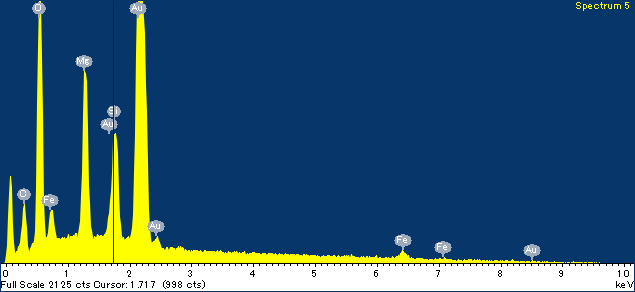 Spectrum 5
O
Au
Mg
Si
Au
O
Fe
Au
Fe
Fe
Au
0 1 2 3 4 5 6 7 8 9 10
Full Scale 2125 cts Cursor: 1.717 (998 cts) keV